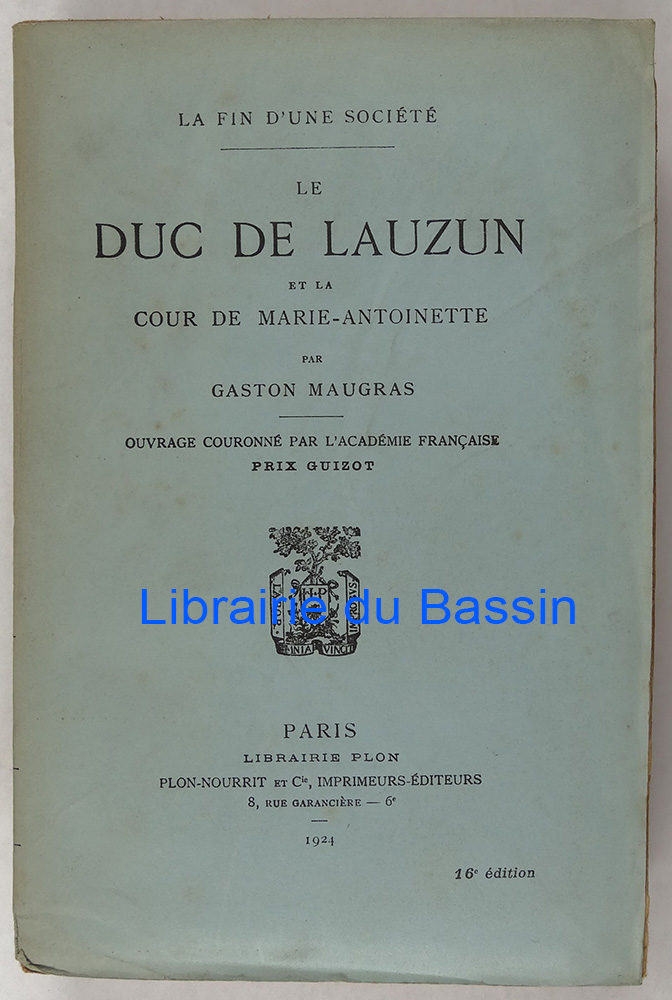 LA FIN D'UNE SOCIÉTÉ
LE
DUC DE LAUZUN
ET LA
COUR DE MARIE-ANTOINETTE
PAR
GASTON MAUGRAS
OUVRAGE COURONNÉ PAR L'ACADÉMIE FRANÇAISE
PRIX GUIZOT
Librairie du Bassin
VINCIT
PARIS
LIBRAIRIE PLON
PLON-NOURRIT ET Cie, IMPRIMEURS-ÉDITEURS
8, RUE GARANCIÈRE — 6e
1924
16e édition